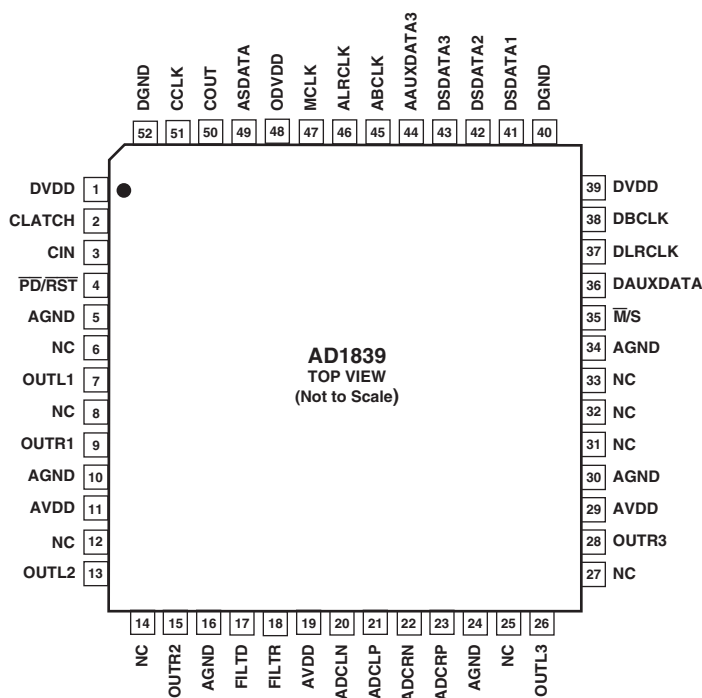 DGND CCLK COUT ASDATA ODVDD MCLK ALRCLK ABCLK AAUXDATA3 DSDATA3 DSDATA2 DSDATA1 DGND
52 51 50 49 48 47 46 45 44 43 42 41 40
DVDD 1
CLATCH 2
CIN 3
PD/RST 4
AGND 5
NC 6
OUTL1 7
NC 8
OUTR1 9
AGND 10
AVDD 11
NC 12
OUTL2 13
AD1839
TOP VIEW
(Not to Scale)
39 DVDD
38 DBCLK
37 DLRCLK
36 DAUXDATA
35 M/S
34 AGND
33 NC
32 NC
31 NC
30 AGND
29 AVDD
28 OUTR3
27 NC
14 15 16 17 18 19 20 21 22 23 24 25 26
NC OUTR2 AGND FILTD FILTR AVDD ADCLN ADCLP ADCRN ADCRP AGND NC OUTL3